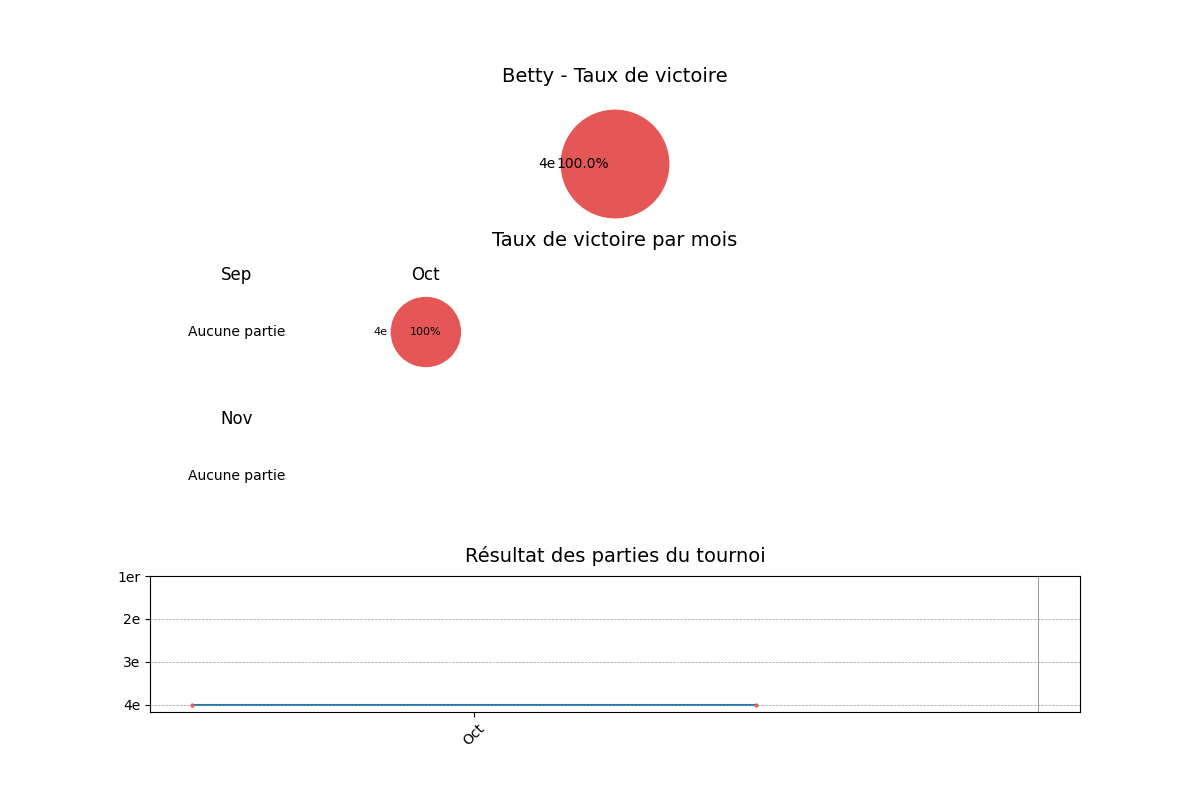 Betty - Taux de victoire
4e 100.0%
Taux de victoire par mois
Sep Oct
Aucune partie 4e 100%
Nov
Aucune partie
Résultat des parties du tournoi
1er
2e
3e
4e
Oct